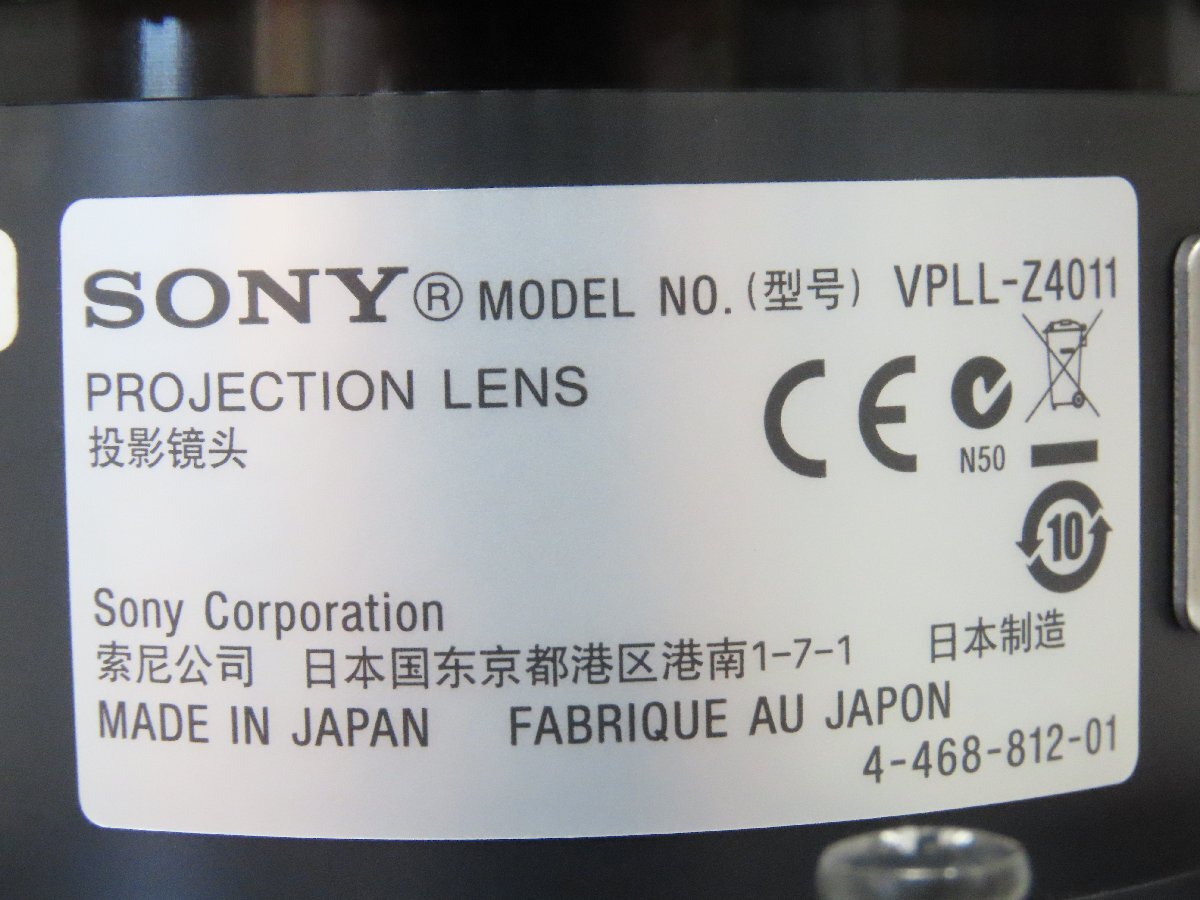 SONY® MODEL NO. (型号) VPLL-Z4011
PROJECTION LENS
投影镜头
CE
N50
10
Sony Corporation
索尼公司 日本国东京都港区港南1-7-1 日本制造
MADE IN JAPAN FABRIQUE AU JAPON
4-468-812-01